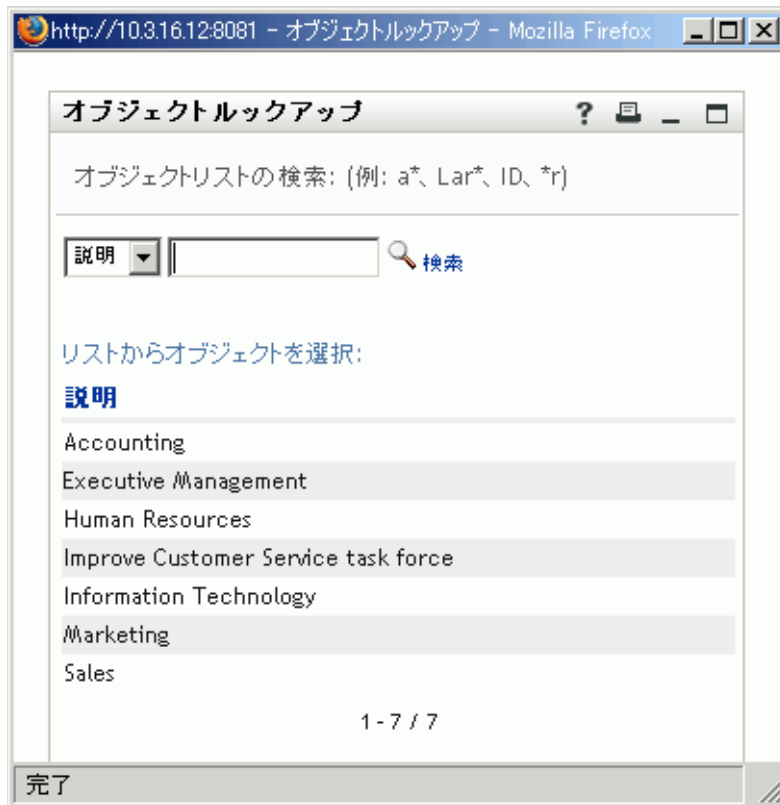 http://10.3.16.12:8081 - オブジェクトルックアップ - Mozilla Firefox
オブジェクトルックアップ ?
オブジェクトリストの検索: (例: a*、Lar*、ID、*r)
説明 検索
リストからオブジェクトを選択:
説明
Accounting
Executive Management
Human Resources
Improve Customer Service task force
Information Technology
Marketing
Sales
1 - 7 / 7
完了